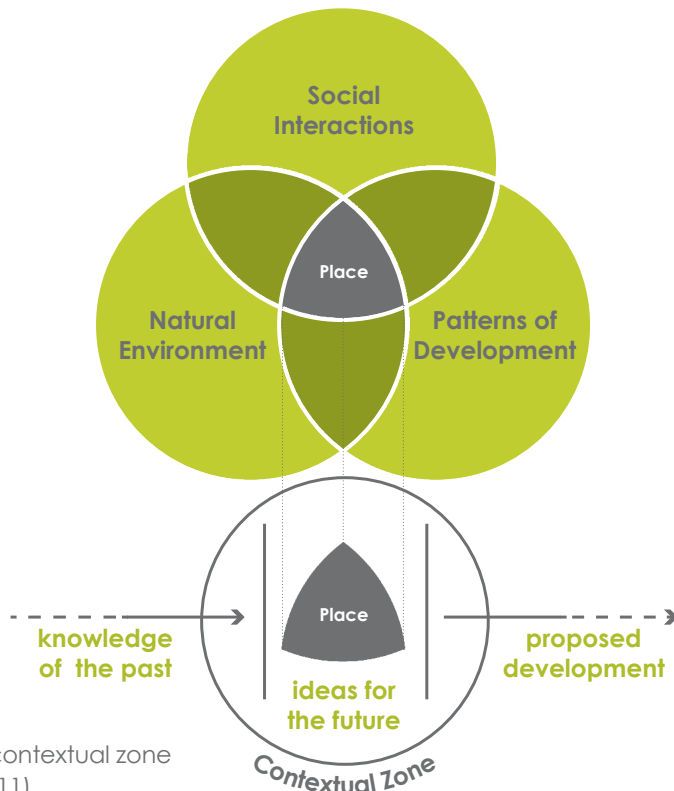 Social
Interactions
Place
Natural
Environment
Patterns of
Development
Place
knowledge
of the past
proposed
development
ideas for
the future
contextual zone
11)
Contextual Zone